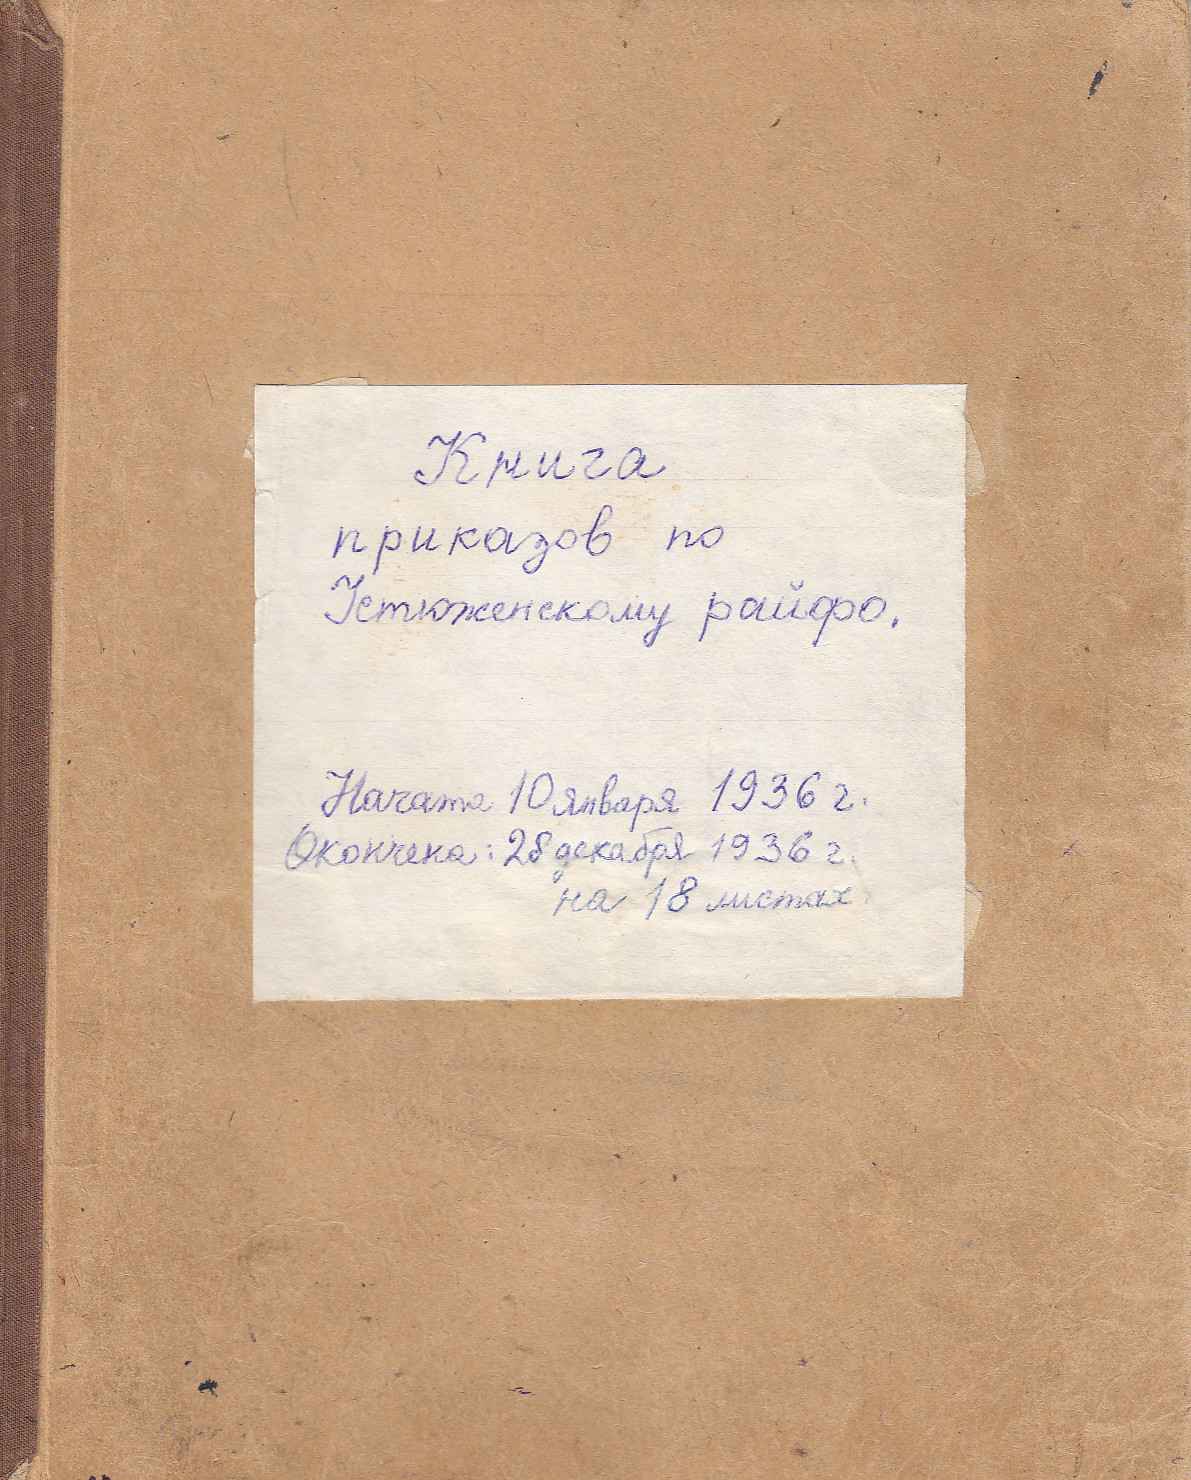 Книга
приказов по
Устюженскому райфо.
Начата 10 января 1936 г.
Окончена: 28 декабря 1936 г.
на 18 листах